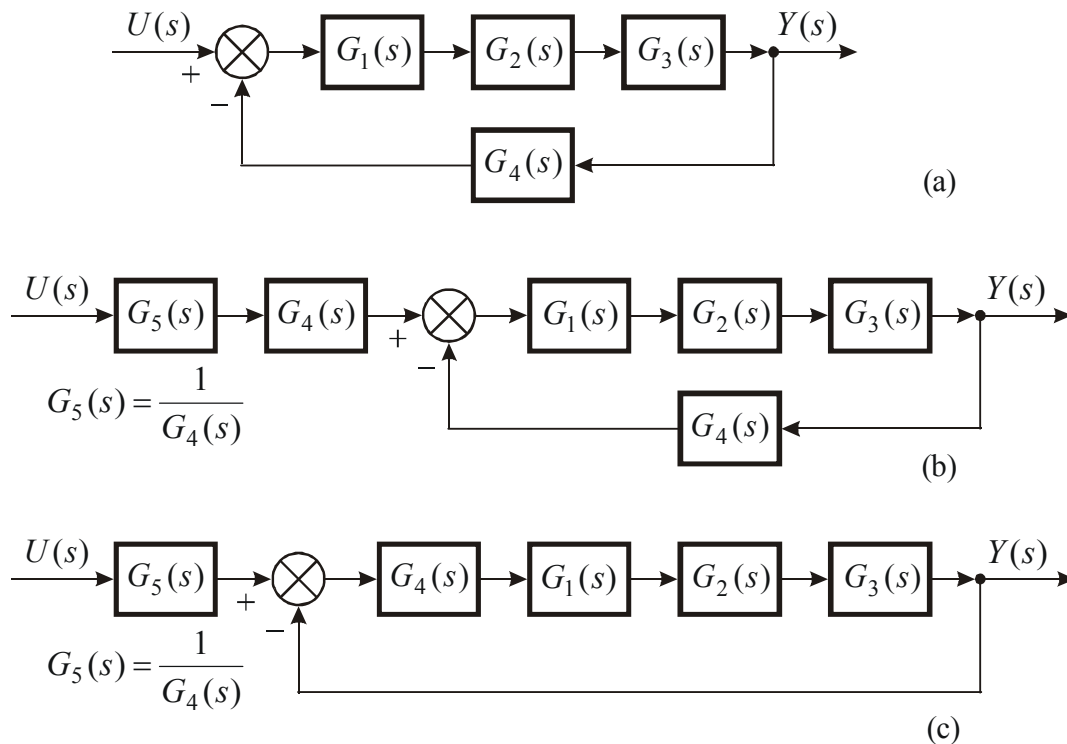 U(s) G₁(s) G₂(s) G₃(s) Y(s)
+
−
G₄(s)
(a)
U(s) G₅(s) G₄(s) G₁(s) G₂(s) G₃(s) Y(s)
+
−
G₅(s) = 1/G₄(s)
G₄(s)
(b)
U(s) G₅(s) G₄(s) G₁(s) G₂(s) G₃(s) Y(s)
+
−
G₅(s) = 1/G₄(s)
(c)